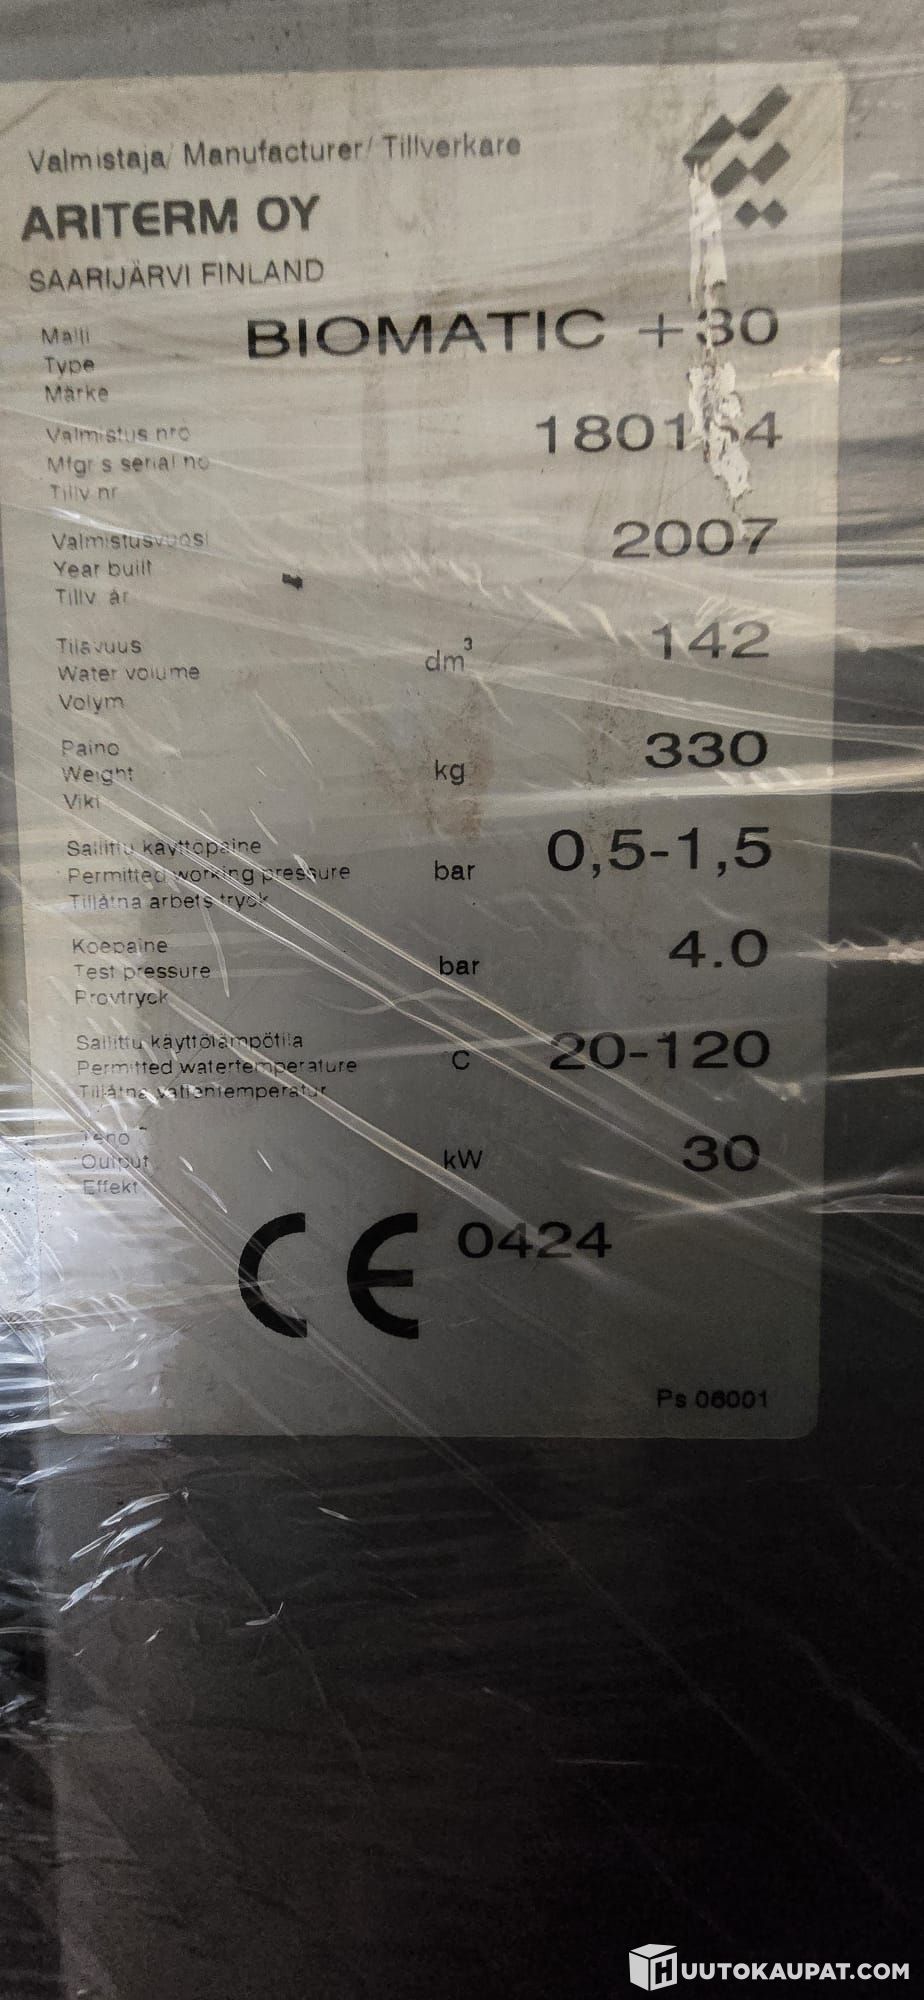 Valmistaja/ Manufacturer/ Tillverkare
ARITERM OY
SAARIJÄRVI FINLAND
Malli
Type
Märke
BIOMATIC +30
Valmistus nro
Mfgr s serial no
Tillv nr
Valmistusvuosi
Year built
Tillv. år
2007
Tilavuus
Water volume
Volym
dm³
142
Paino
Weight
Vikt
kg
330
Sallittu käyttöpaine
Permitted working pressure
Tillåtna arbets tryck
bar
0,5-1,5
Koepaine
Test pressure
Provtryck
bar
4.0
Sallittu käyttölämpötila
Permitted watertemperature
Tillåtna vattentemperatur
°C
20-120
Teho
Output
Effekt
kW
30
CE 0424
Ps 06001
HUUTOKAUPAT.COM